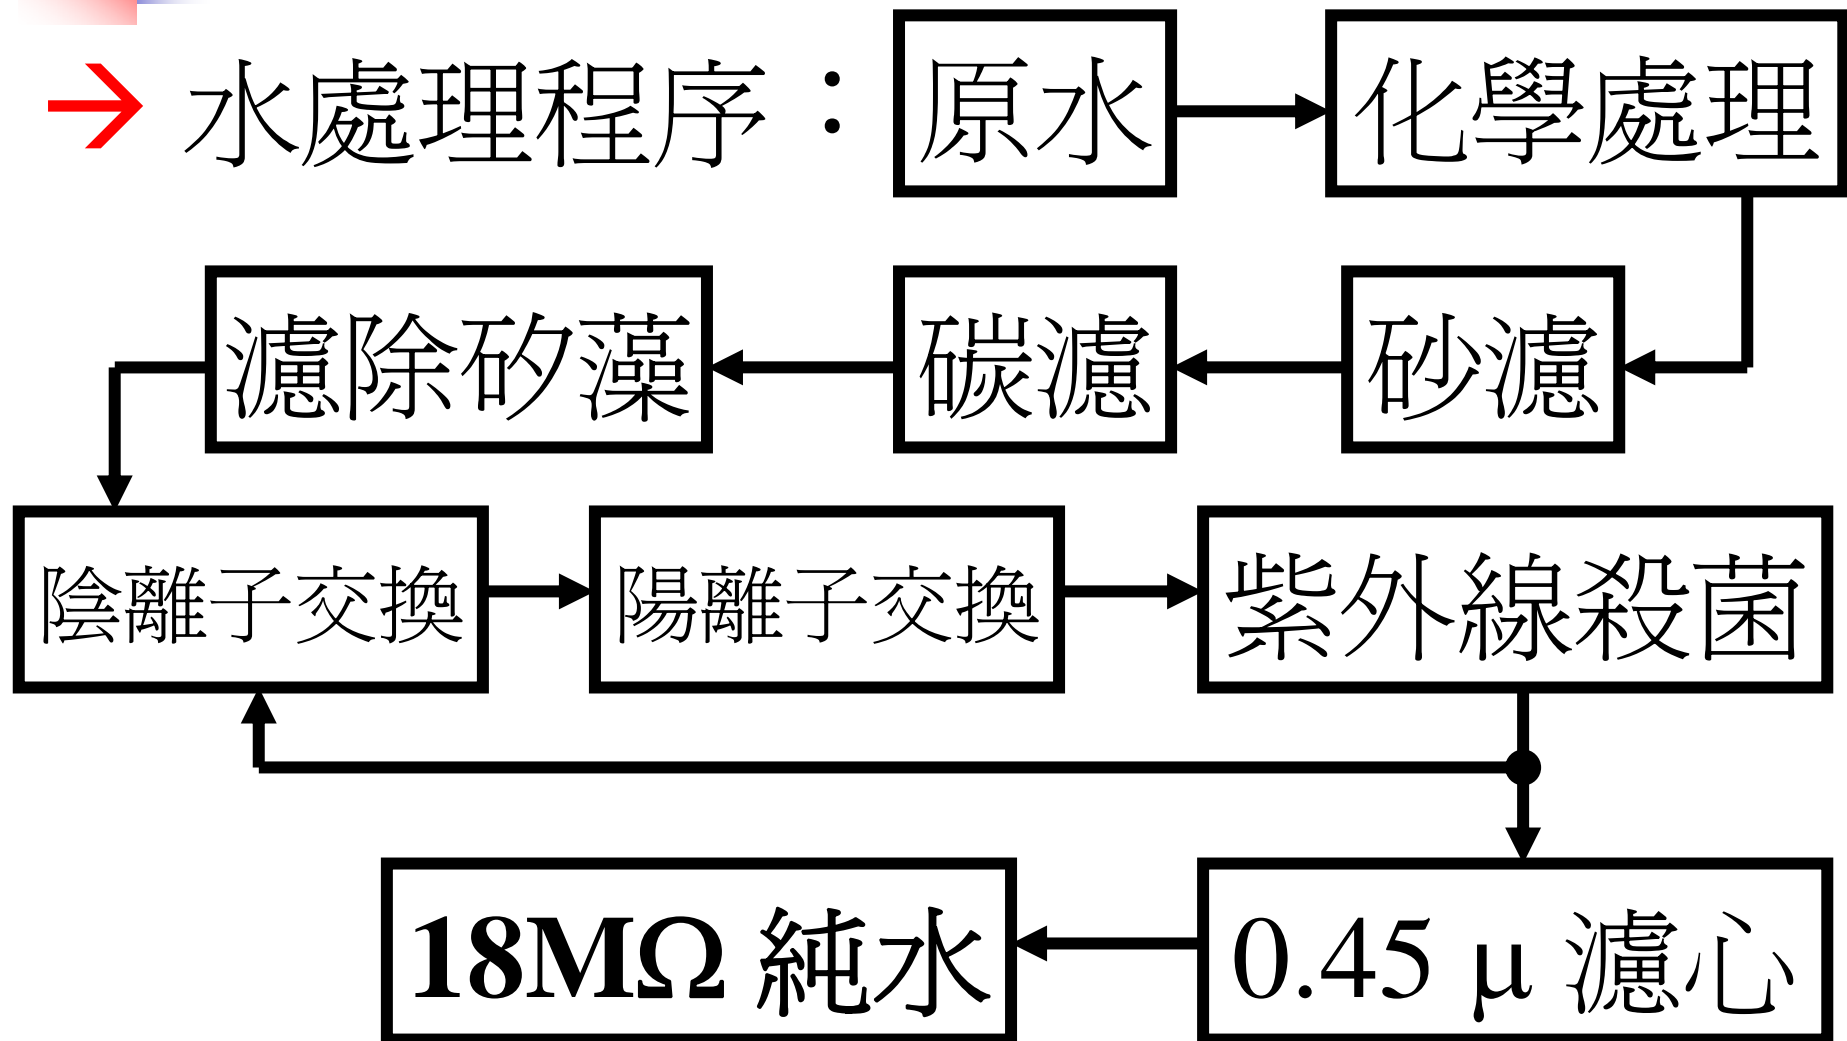 水處理程序：
原水
化學處理
砂濾
碳濾
濾除矽藻
陰離子交換
陽離子交換
紫外線殺菌
0.45 μ 濾心
18MΩ 純水